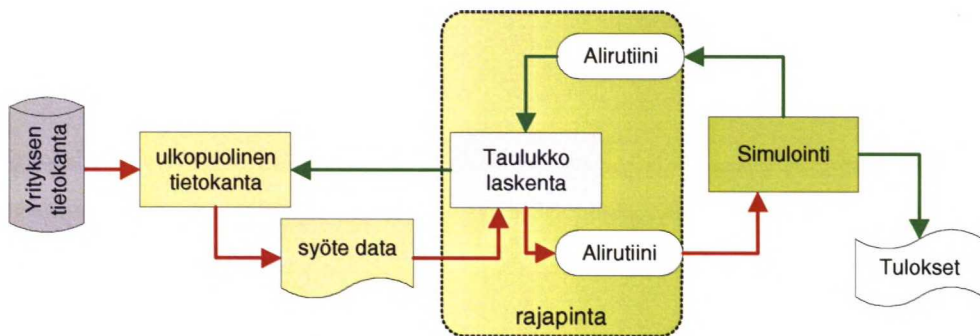 Yrityksen
tietokanta
ulkopuolinen
tietokanta
syöte data
Alirutiini
Taulukko
laskenta
Alirutiini
rajapinta
Simulointi
Tulokset